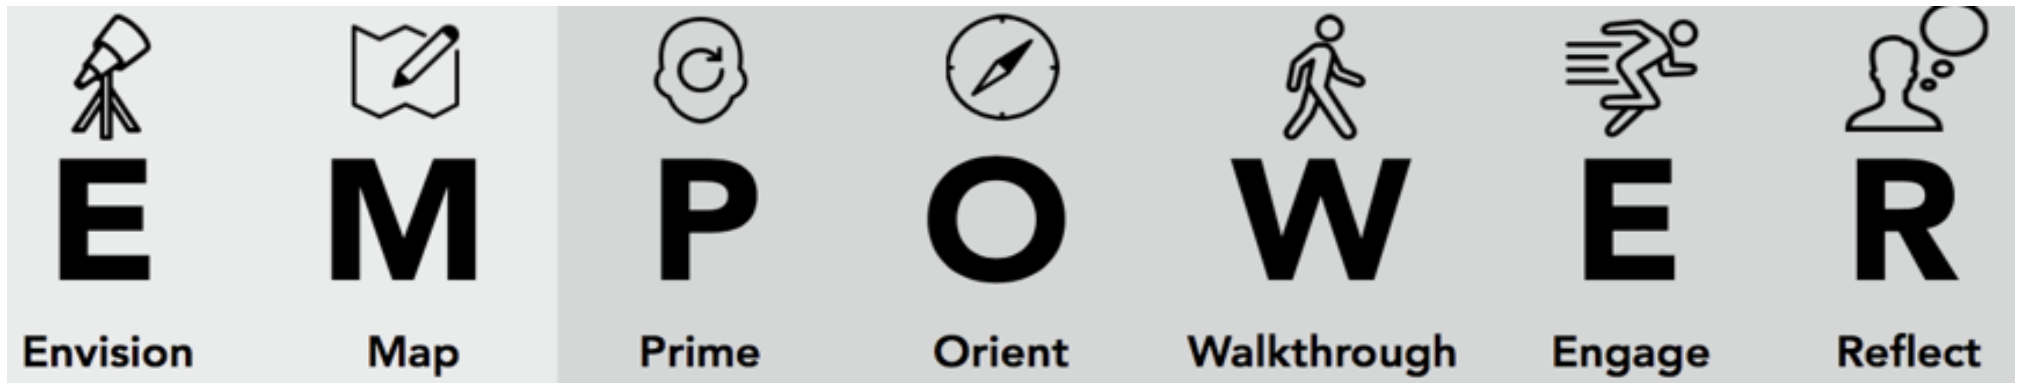 E M P O W E R
Envision Map Prime Orient Walkthrough Engage Reflect